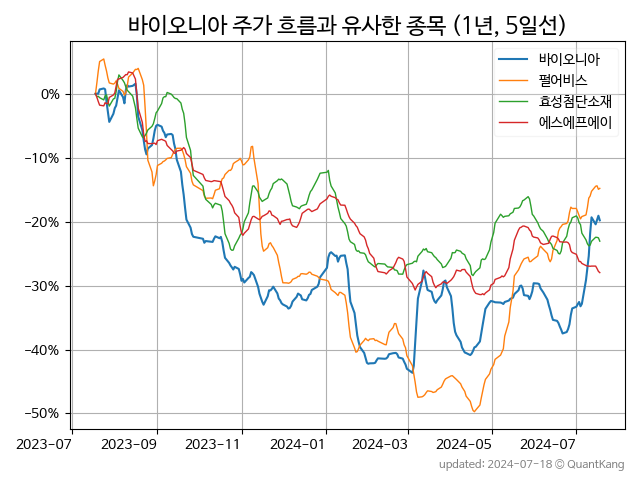 바이오니아 주가 흐름과 유사한 종목 (1년, 5일선)
바이오니아
펄어비스
효성첨단소재
에스에프에이
0%
−10%
−20%
−30%
−40%
−50%
2023-07
2023-09
2023-11
2024-01
2024-03
2024-05
2024-07
updated: 2024-07-18 © QuantKang